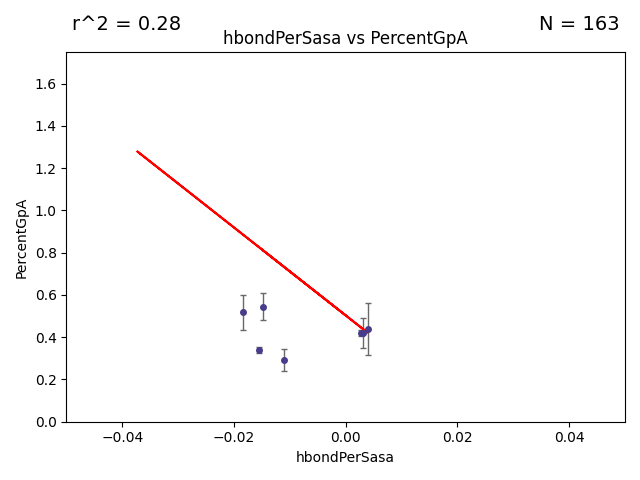 r^2 = 0.28
N = 163
hbondPerSasa vs PercentGpA
1.6
1.4
1.2
1.0
0.8
0.6
0.4
0.2
0.0
PercentGpA
−0.04
−0.02
0.00
0.02
0.04
hbondPerSasa